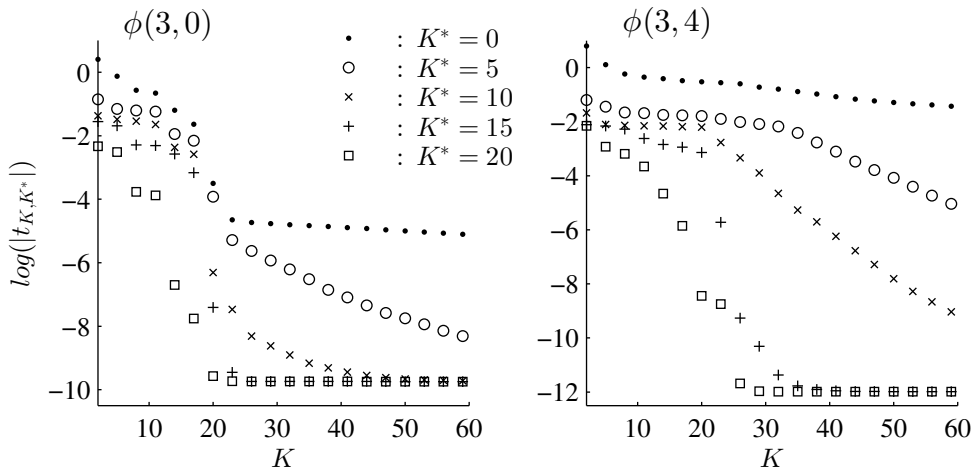 ϕ(3, 0)
ϕ(3, 4)
: K* = 0
: K* = 5
: K* = 10
: K* = 15
: K* = 20
log(|t_{K,K*}|)
0
−2
−4
−6
−8
−10
10
20
30
40
50
60
K
0
−2
−4
−6
−8
−10
−12
10
20
30
40
50
60
K